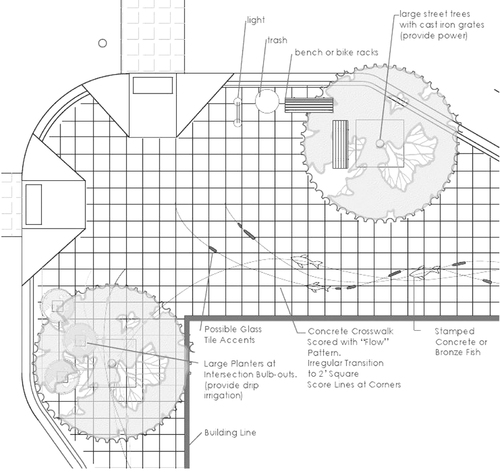 light
large street trees
with cast iron grates
(provide power)
trash
bench or bike racks
Possible Glass
Tile Accents
Concrete Crosswalk
Scored with "Flow"
Pattern.
Irregular Transition
to 2' Square
Score Lines at Corners
Stamped
Concrete or
Bronze Fish
Large Planters at
Intersection Bulb-outs.
(provide drip
irrigation)
Building Line